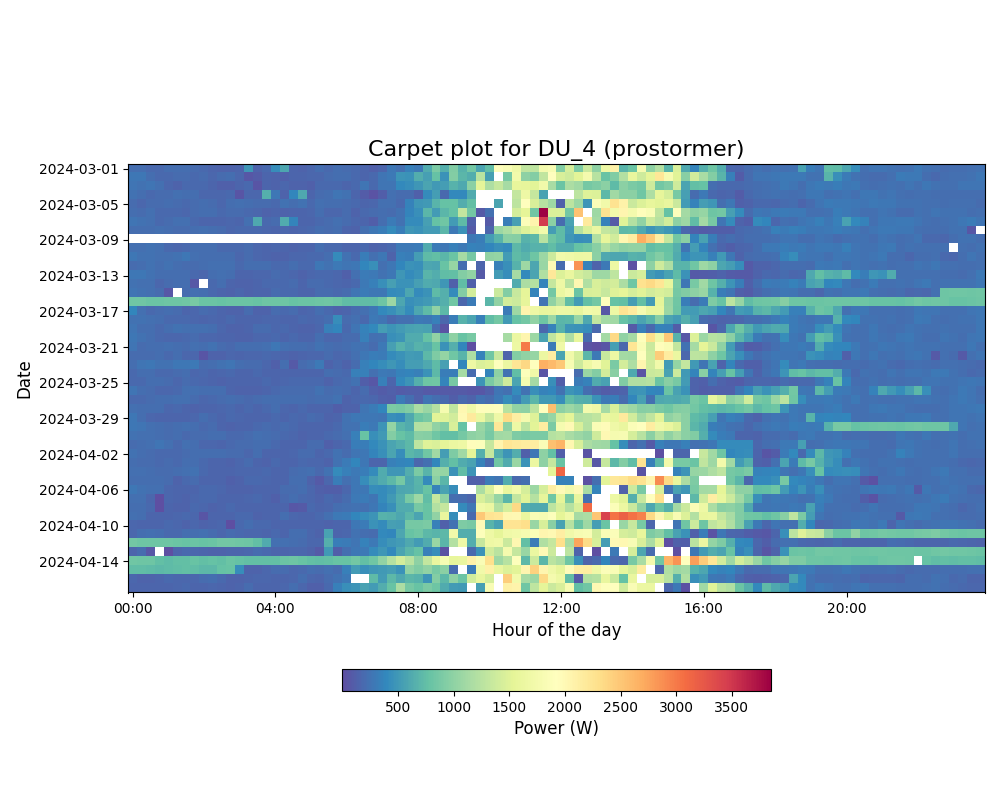 Carpet plot for DU_4 (prostormer)
2024-03-01
2024-03-05
2024-03-09
2024-03-13
2024-03-17
2024-03-21
2024-03-25
2024-03-29
2024-04-02
2024-04-06
2024-04-10
2024-04-14
Date
00:00 04:00 08:00 12:00 16:00 20:00
Hour of the day
500 1000 1500 2000 2500 3000 3500
Power (W)